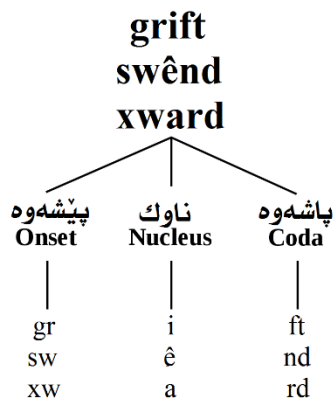 grift
swênd
xward
پێشەوە ناوك پاشەوە
Onset Nucleus Coda
gr i ft
sw ê nd
xw a rd